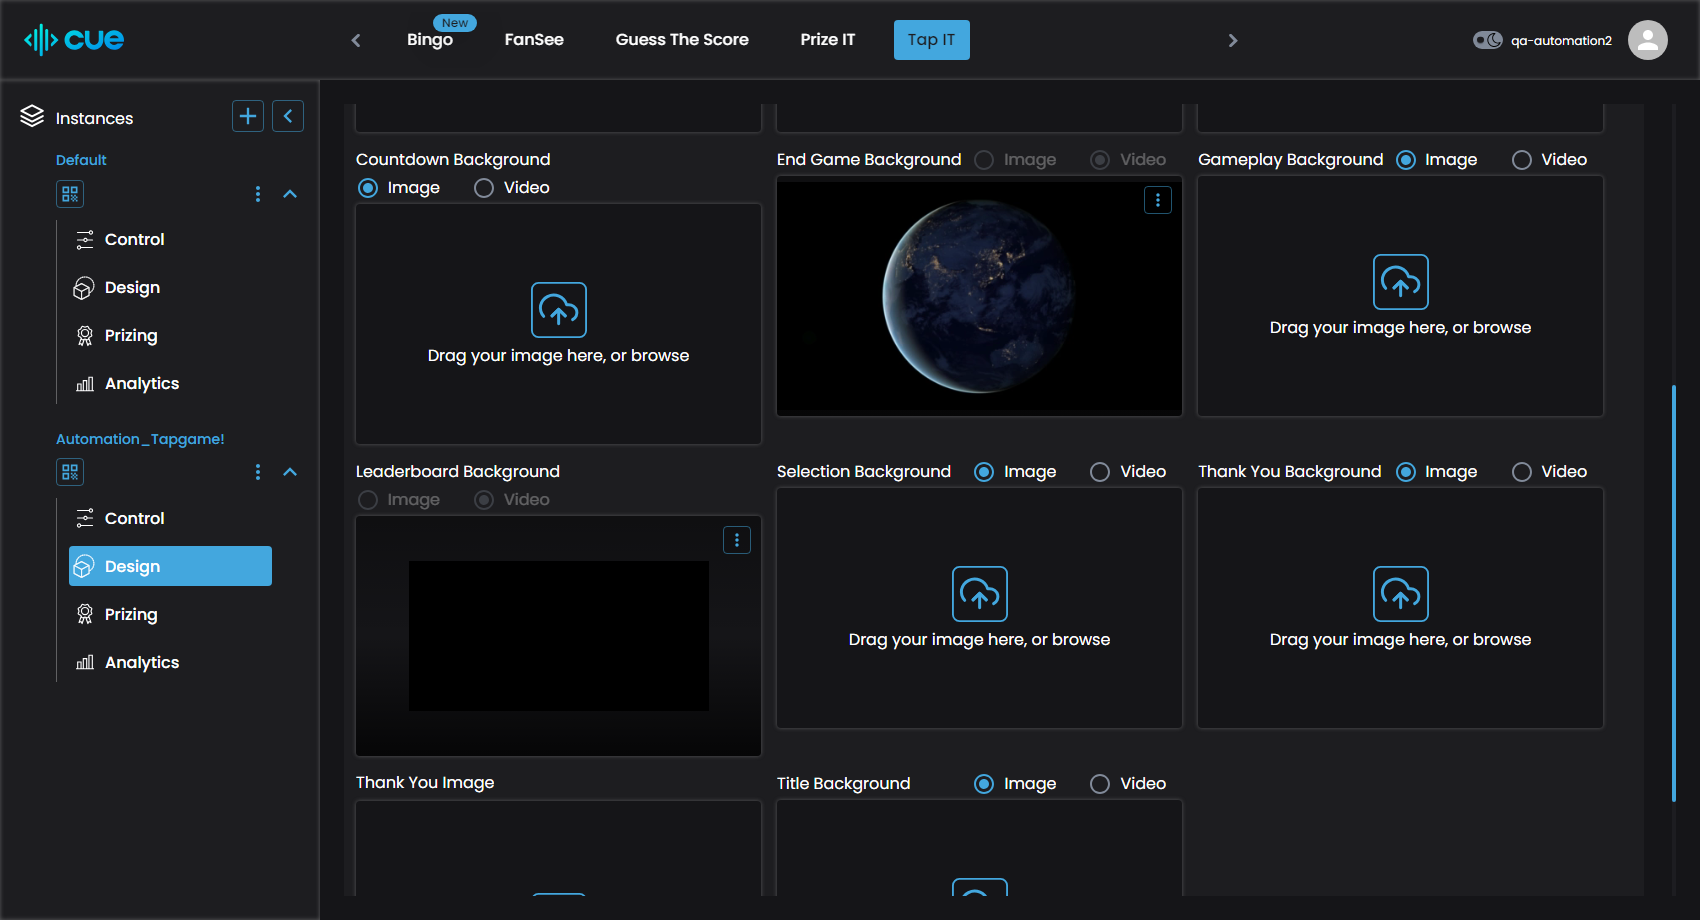 cue
New
Bingo
FanSee
Guess The Score
Prize IT
Tap IT
qa-automation2
Instances
Default
Control
Design
Prizing
Analytics
Automation_Tapgame!
Control
Design
Prizing
Analytics
Countdown Background
Image Video
Drag your image here, or browse
End Game Background Image Video
Gameplay Background Image Video
Drag your image here, or browse
Leaderboard Background
Image Video
Selection Background Image Video
Drag your image here, or browse
Thank You Background Image Video
Drag your image here, or browse
Thank You Image
Title Background Image Video